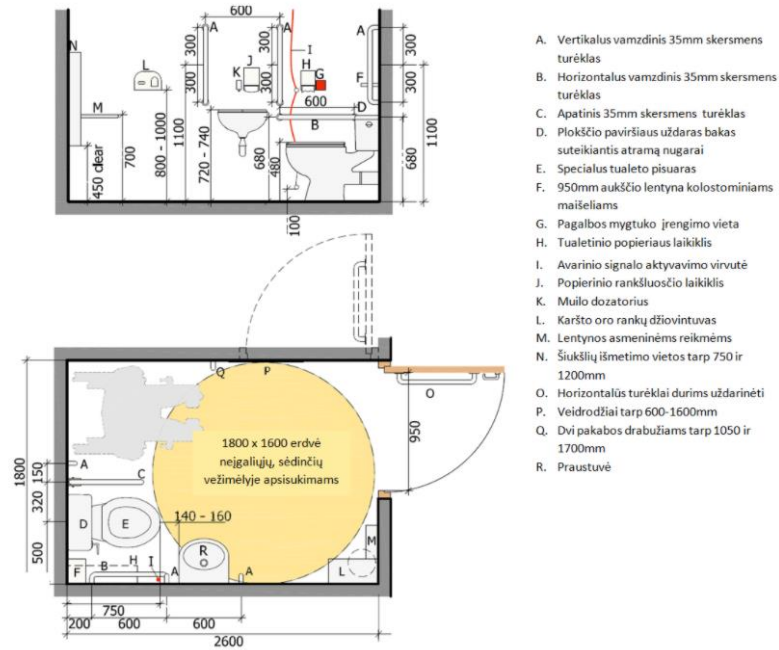 600
A
A
A
N
300
300
I
300
J
H
L
K
G
F
300
300
300
600
D
M
B
450 clear
700
800 - 1000
1100
720 - 740
680
480
680
1100
100
Q
P
O
1800 x 1600 erdvė
neįgaliųjų, sėdinčių
vežimėlyje apsisukimams
950
1800
150
A
C
320
140 - 160
D
E
R
M
500
F
B
H
I
A
A
L
750
200
600
600
2600
A. Vertikalus vamzdinis 35mm skersmens
turėklas
B. Horizontalus vamzdinis 35mm skersmens
turėklas
C. Apatinis 35mm skersmens turėklas
D. Plokščio paviršiaus uždaras bakas
suteikiantis atramą nugarai
E. Specialus tualeto pisuaras
F. 950mm aukščio lentyna kolostominiams
maišeliams
G. Pagalbos mygtuko įrengimo vieta
H. Tualetinio popieriaus laikiklis
I. Avarinio signalo aktyvavimo virvutė
J. Popierinio rankšluosčio laikiklis
K. Muilo dozatorius
L. Karšto oro rankų džiovintuvas
M. Lentynos asmeninėms reikmėms
N. Šiukšlių išmetimo vietos tarp 750 ir
1200mm
O. Horizontalūs turėklai durims uždarinėti
P. Veidrodžiai tarp 600-1600mm
Q. Dvi pakabos drabužiams tarp 1050 ir
1700mm
R. Praustuvė